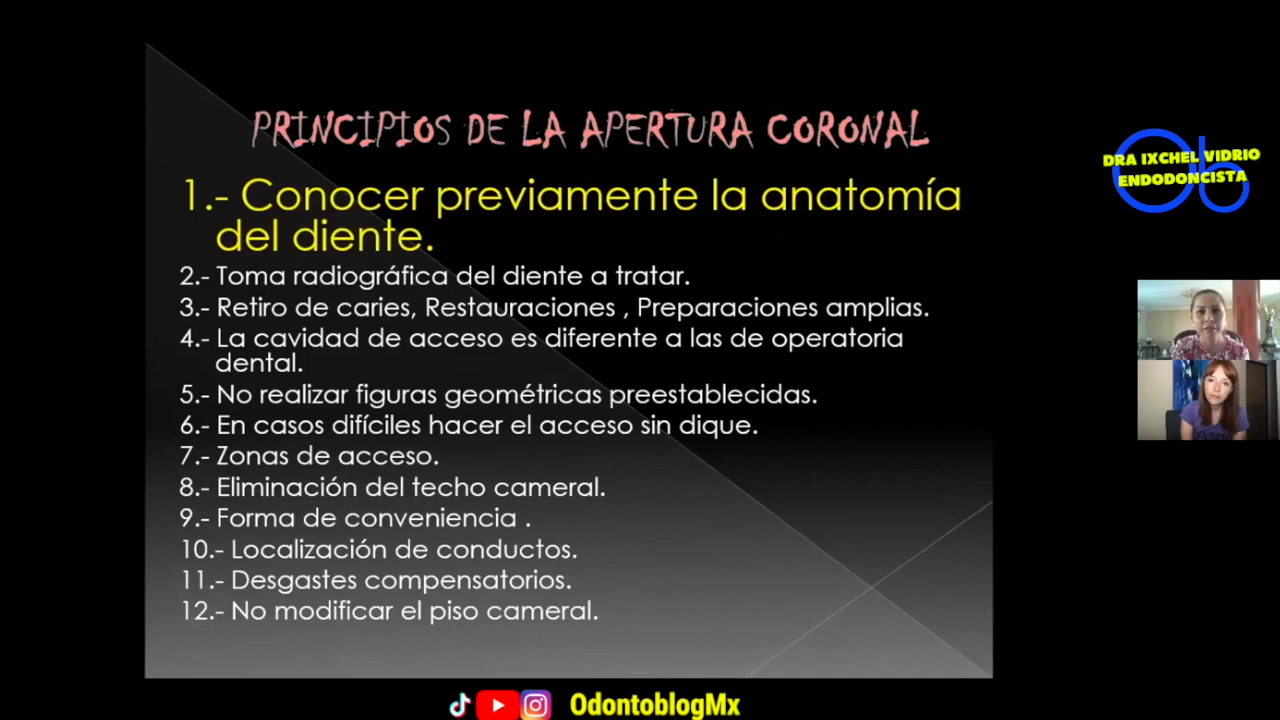 PRINCIPIOS DE LA APERTURA CORONAL
1.- Conocer previamente la anatomía
del diente.
2.- Toma radiográfica del diente a tratar.
3.- Retiro de caries, Restauraciones , Preparaciones amplias.
4.- La cavidad de acceso es diferente a las de operatoria
dental.
5.- No realizar figuras geométricas preestablecidas.
6.- En casos difíciles hacer el acceso sin dique.
7.- Zonas de acceso.
8.- Eliminación del techo cameral.
9.- Forma de conveniencia .
10.- Localización de conductos.
11.- Desgastes compensatorios.
12.- No modificar el piso cameral.
DRA IXCHEL VIDRIO
ENDODONCISTA
OdontoblogMx